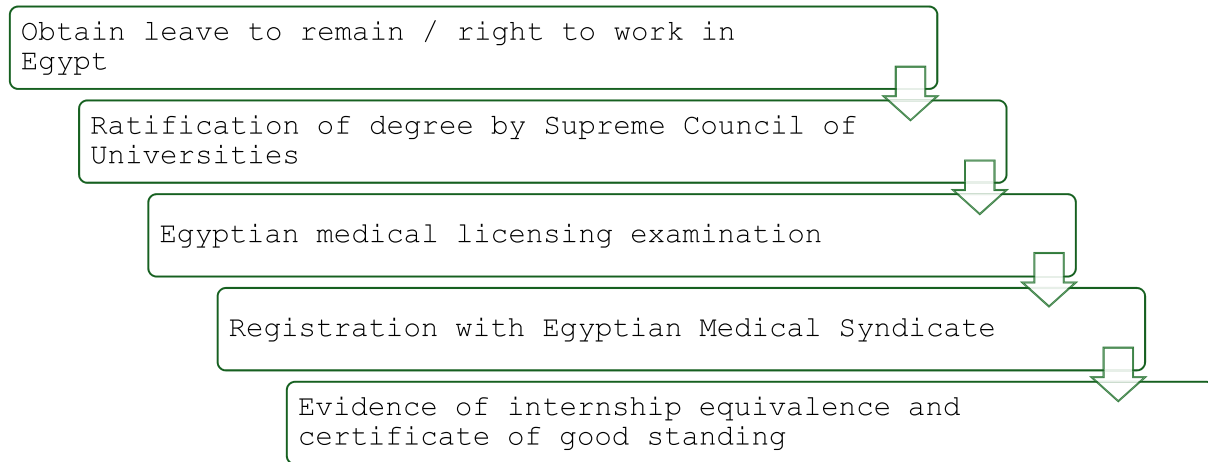 Obtain leave to remain / right to work in
Egypt
Ratification of degree by Supreme Council of
Universities
Egyptian medical licensing examination
Registration with Egyptian Medical Syndicate
Evidence of internship equivalence and
certificate of good standing